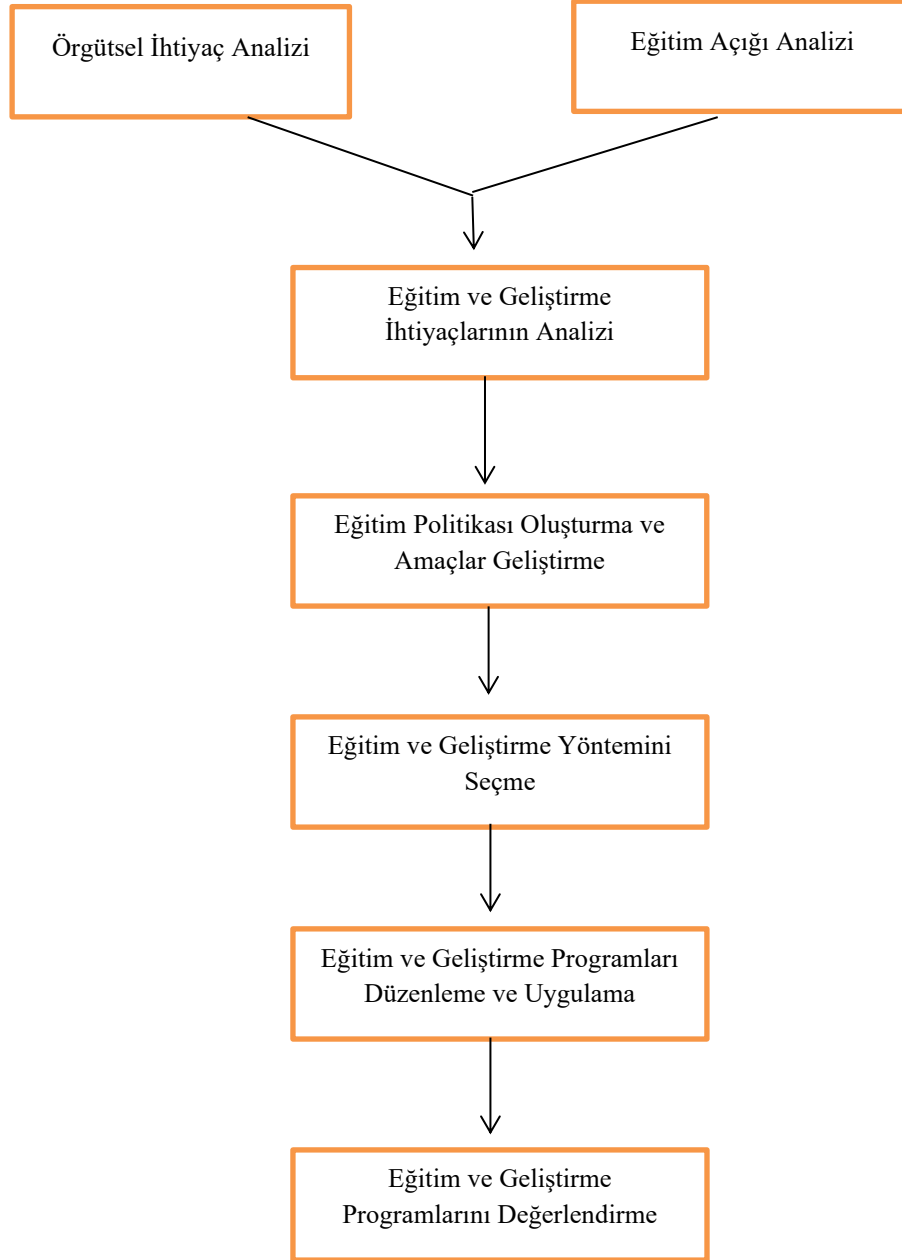 Örgütsel İhtiyaç Analizi
Eğitim Açığı Analizi
Eğitim ve Geliştirme
İhtiyaçlarının Analizi
Eğitim Politikası Oluşturma ve
Amaçlar Geliştirme
Eğitim ve Geliştirme Yöntemini
Seçme
Eğitim ve Geliştirme Programları
Düzenleme ve Uygulama
Eğitim ve Geliştirme
Programlarını Değerlendirme